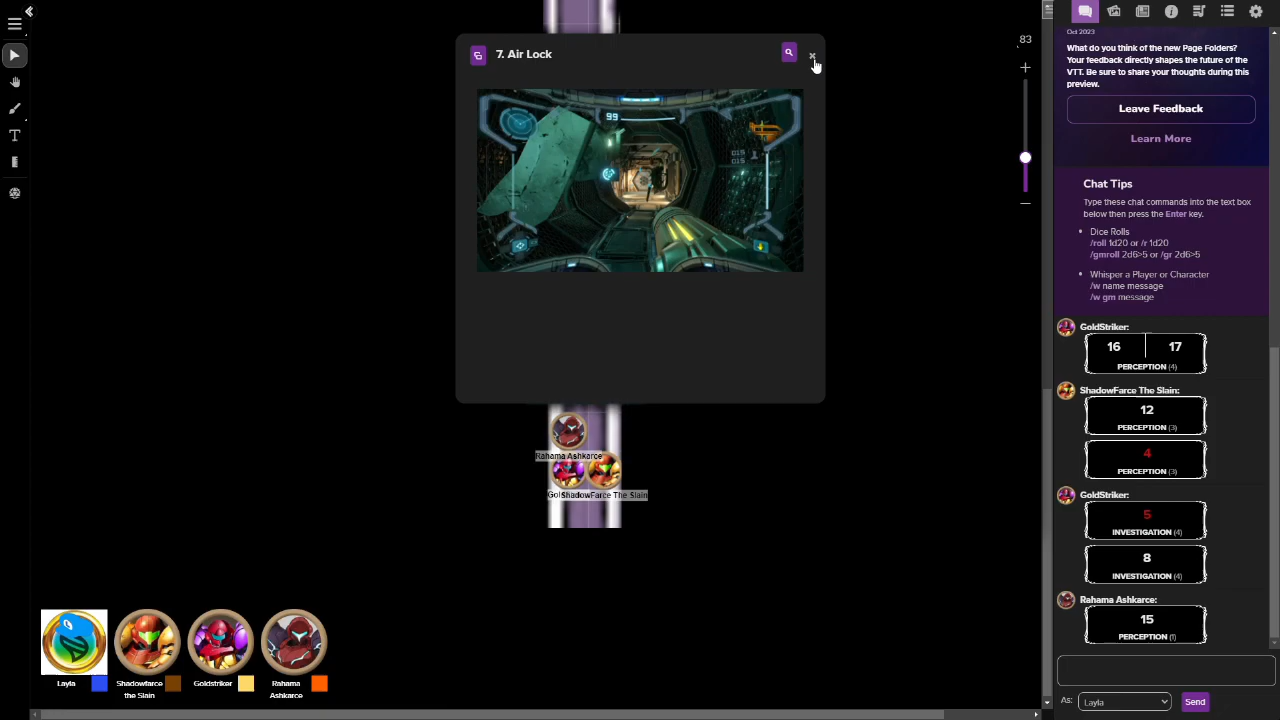 7. Air Lock
99
83
Oct 2023
What do you think of the new Page Folders?
Your feedback directly shapes the future of the
VTT. Be sure to share your thoughts during this
preview.
Leave Feedback
Learn More
Chat Tips
Type these chat commands into the text box
below then press the Enter key.
Dice Rolls
/roll 1d20 or /r 1d20
/gmroll 2d6>5 or /gr 2d6>5
Whisper a Player or Character
/w name message
/w gm message
GoldStriker:
16 17
PERCEPTION (4)
ShadowFarce The Slain:
12
PERCEPTION (3)
4
PERCEPTION (3)
GoldStriker:
5
INVESTIGATION (4)
8
INVESTIGATION (4)
Rahama Ashkarce:
15
PERCEPTION (1)
As: Layla Send
Rahama Ashkarce
ShadowFarce The Slain
Layla
Shadowfarce
the Slain
Goldstriker
Rahama
Ashkarce